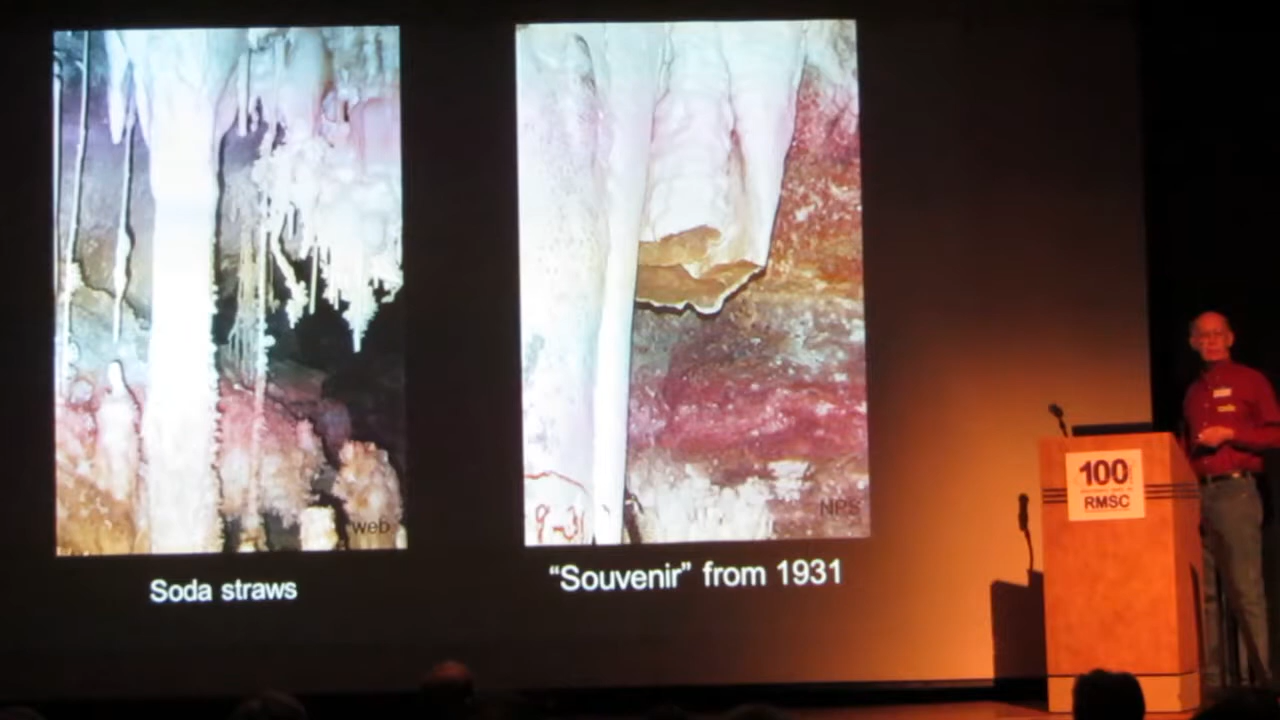 web
Soda straws
9-31
NPS
“Souvenir” from 1931
100
RMSC